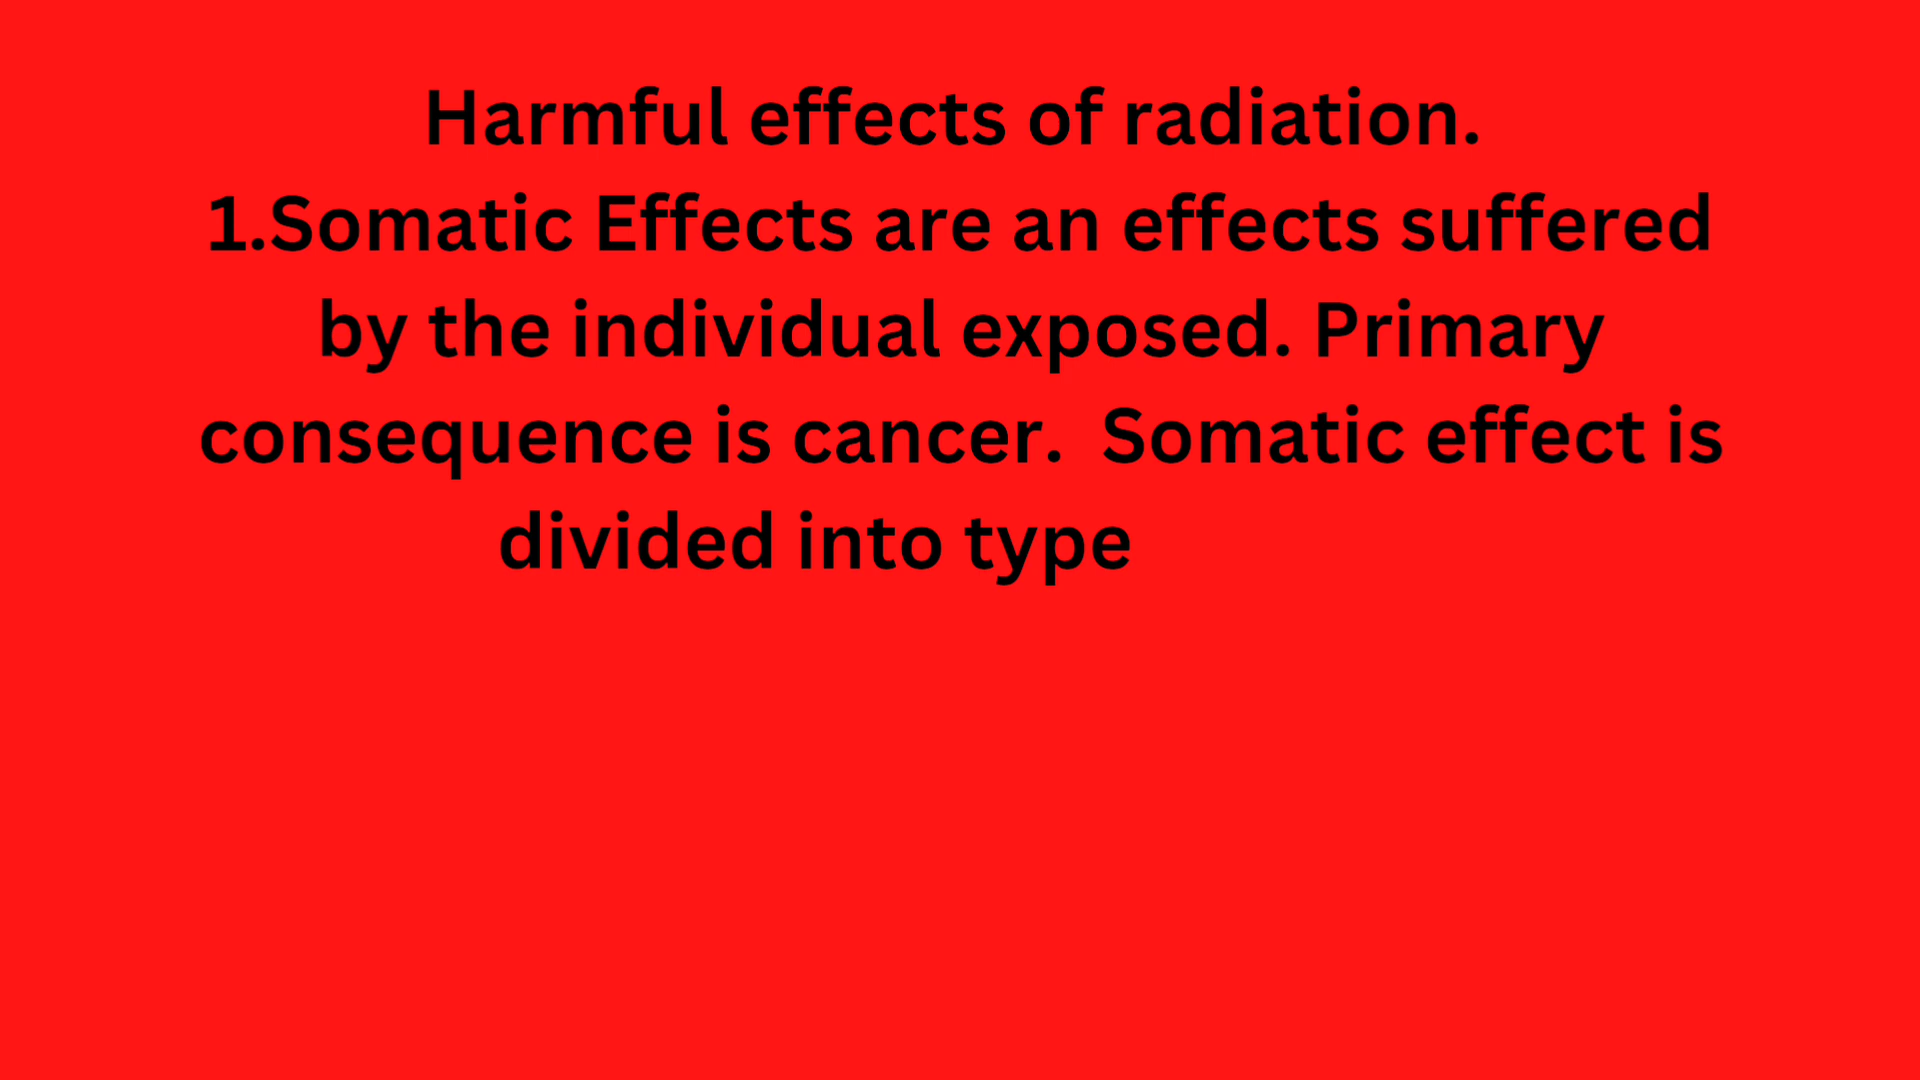 Harmful effects of radiation.
1.Somatic Effects are an effects suffered
by the individual exposed. Primary
consequence is cancer.  Somatic effect is
divided into type